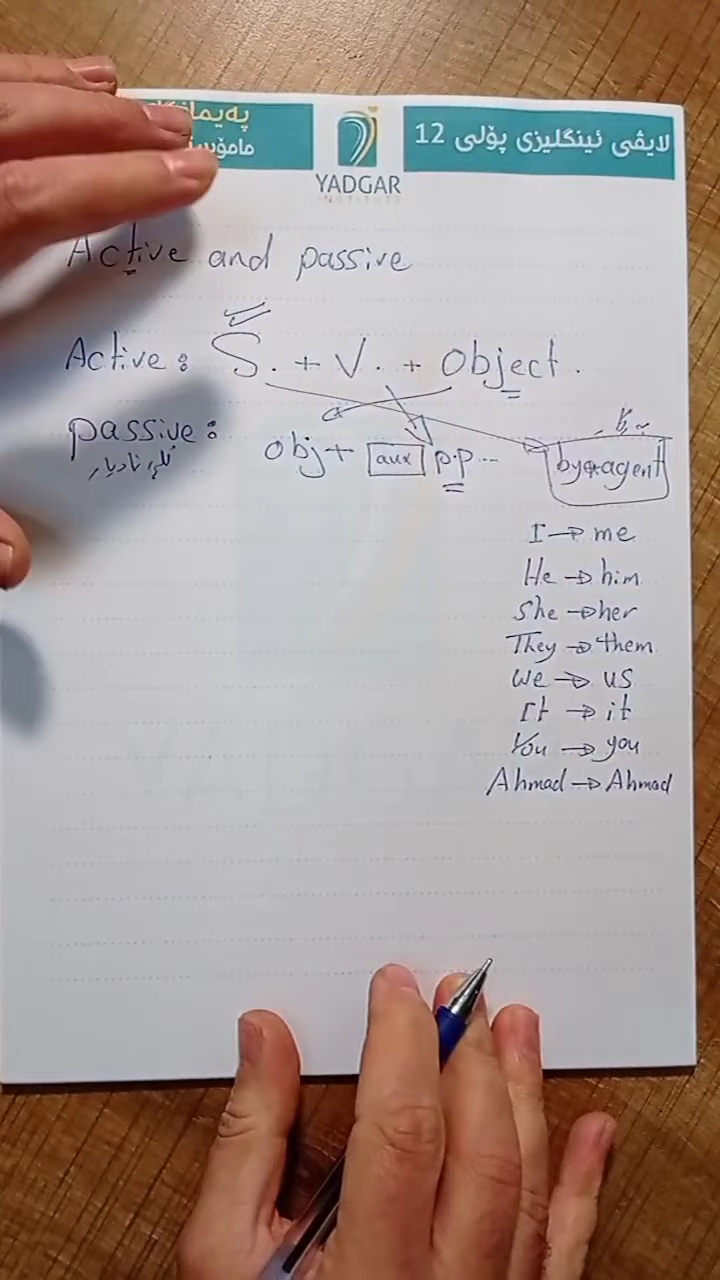 لایڤی ئینگلیزی پۆلی 12
YADGAR
INSTITUTE
Active and passive
Active: S. + V. + object.
passive: obj + aux p.p... by+agent
I → me
He → him
She → her
They → them
we → us
It → it
You → you
Ahmad → Ahmad